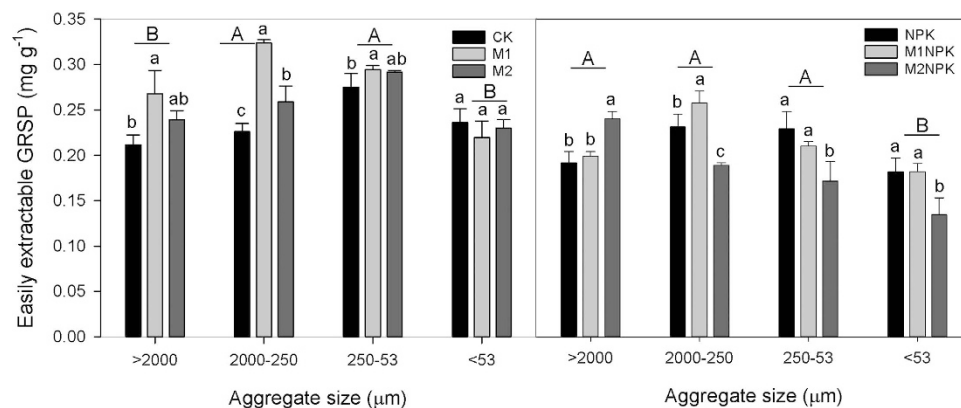 Easily extractable GRSP (mg g⁻¹)
0.35
0.30
0.25
0.20
0.15
0.10
0.05
0.00
B
b a ab
A
c a b
A
b a ab
B
a a a
CK
M1
M2
>2000 2000-250 250-53 <53
Aggregate size (μm)
A
b b a
A
b a c
A
a a b
B
a a b
NPK
M1NPK
M2NPK
>2000 2000-250 250-53 <53
Aggregate size (μm)